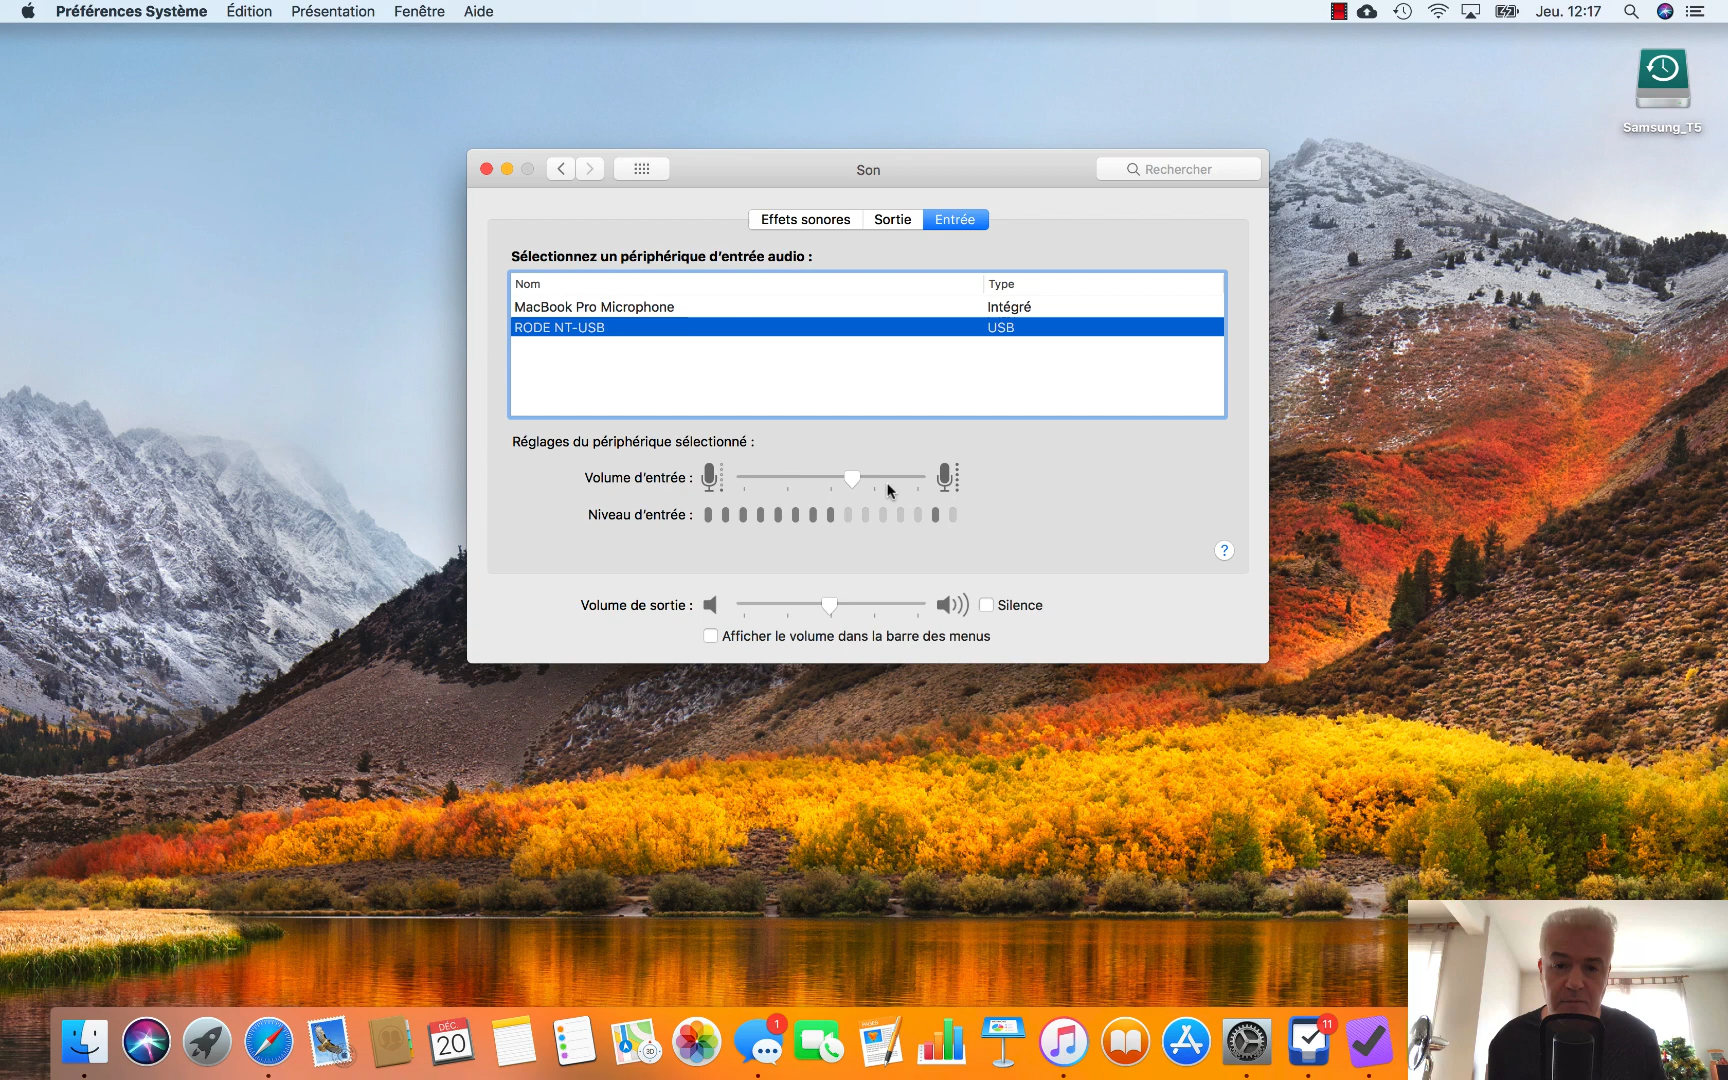 Préférences Système Édition Présentation Fenêtre Aide Jeu. 12:17
Samsung_T5
Son
Rechercher
Effets sonores Sortie Entrée
Sélectionnez un périphérique d'entrée audio :
Nom Type
MacBook Pro Microphone Intégré
RODE NT-USB USB
Réglages du périphérique sélectionné :
Volume d'entrée :
Niveau d'entrée :
?
Volume de sortie : Silence
Afficher le volume dans la barre des menus
DÉC.
20
3D
1
PAGES
11